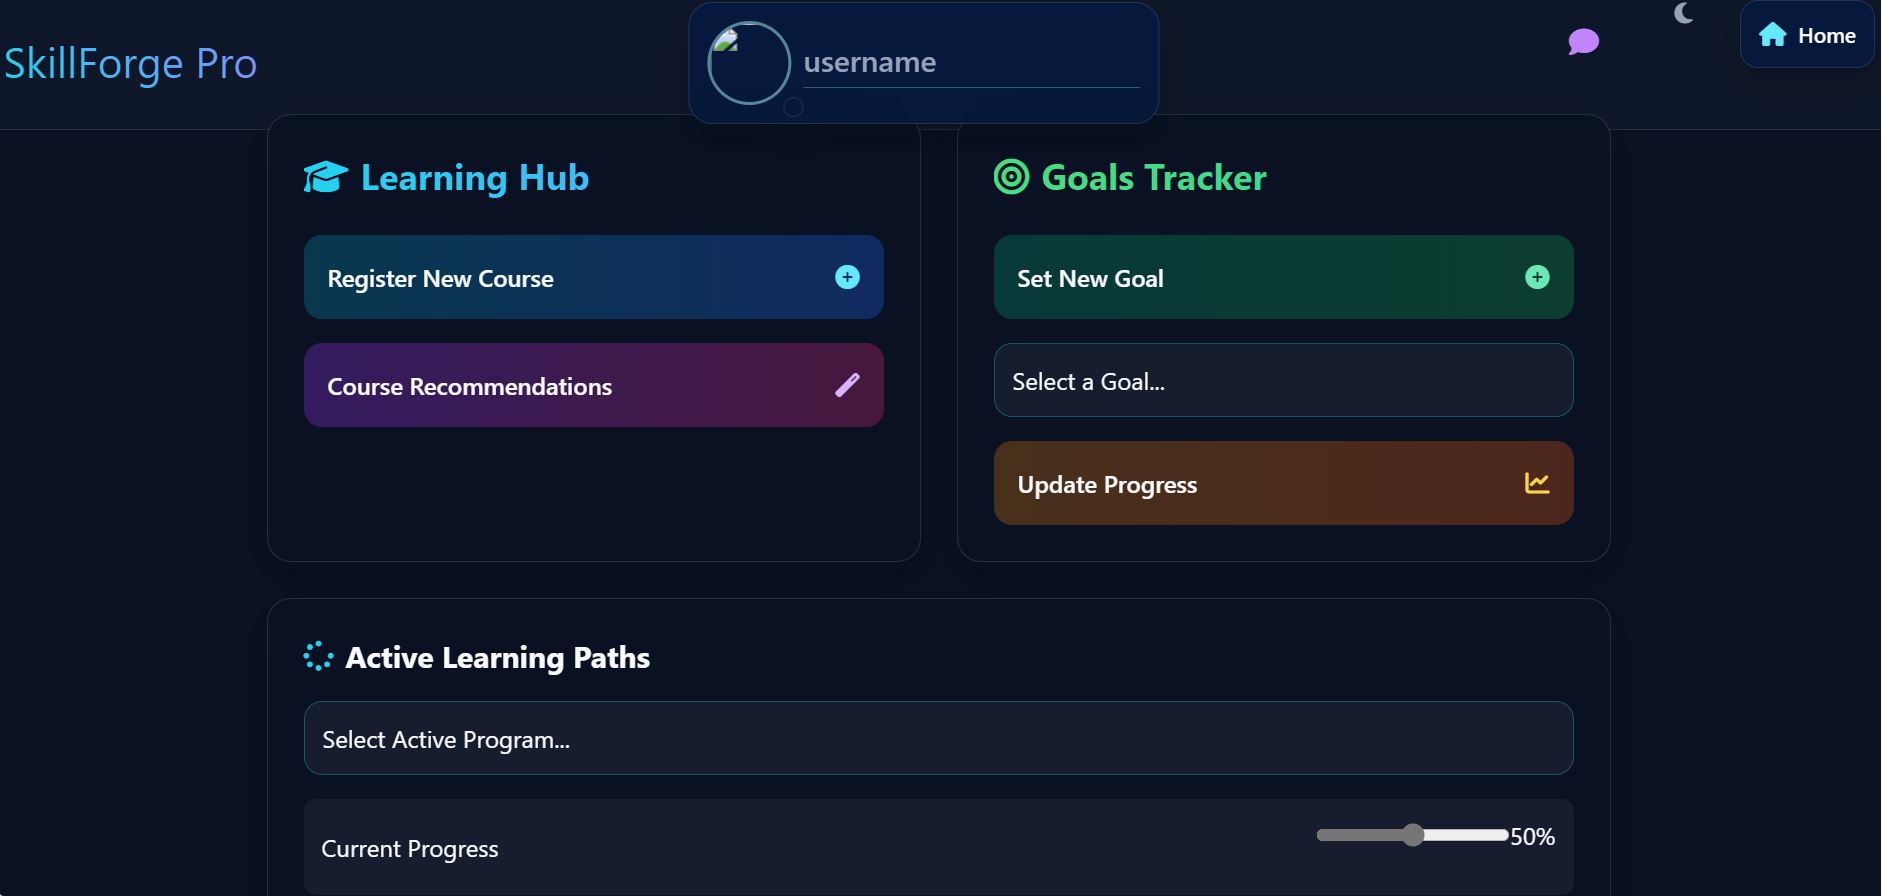 SkillForge Pro
username
Home
Learning Hub
Register New Course
Course Recommendations
Goals Tracker
Set New Goal
Select a Goal...
Update Progress
Active Learning Paths
Select Active Program...
Current Progress
50%